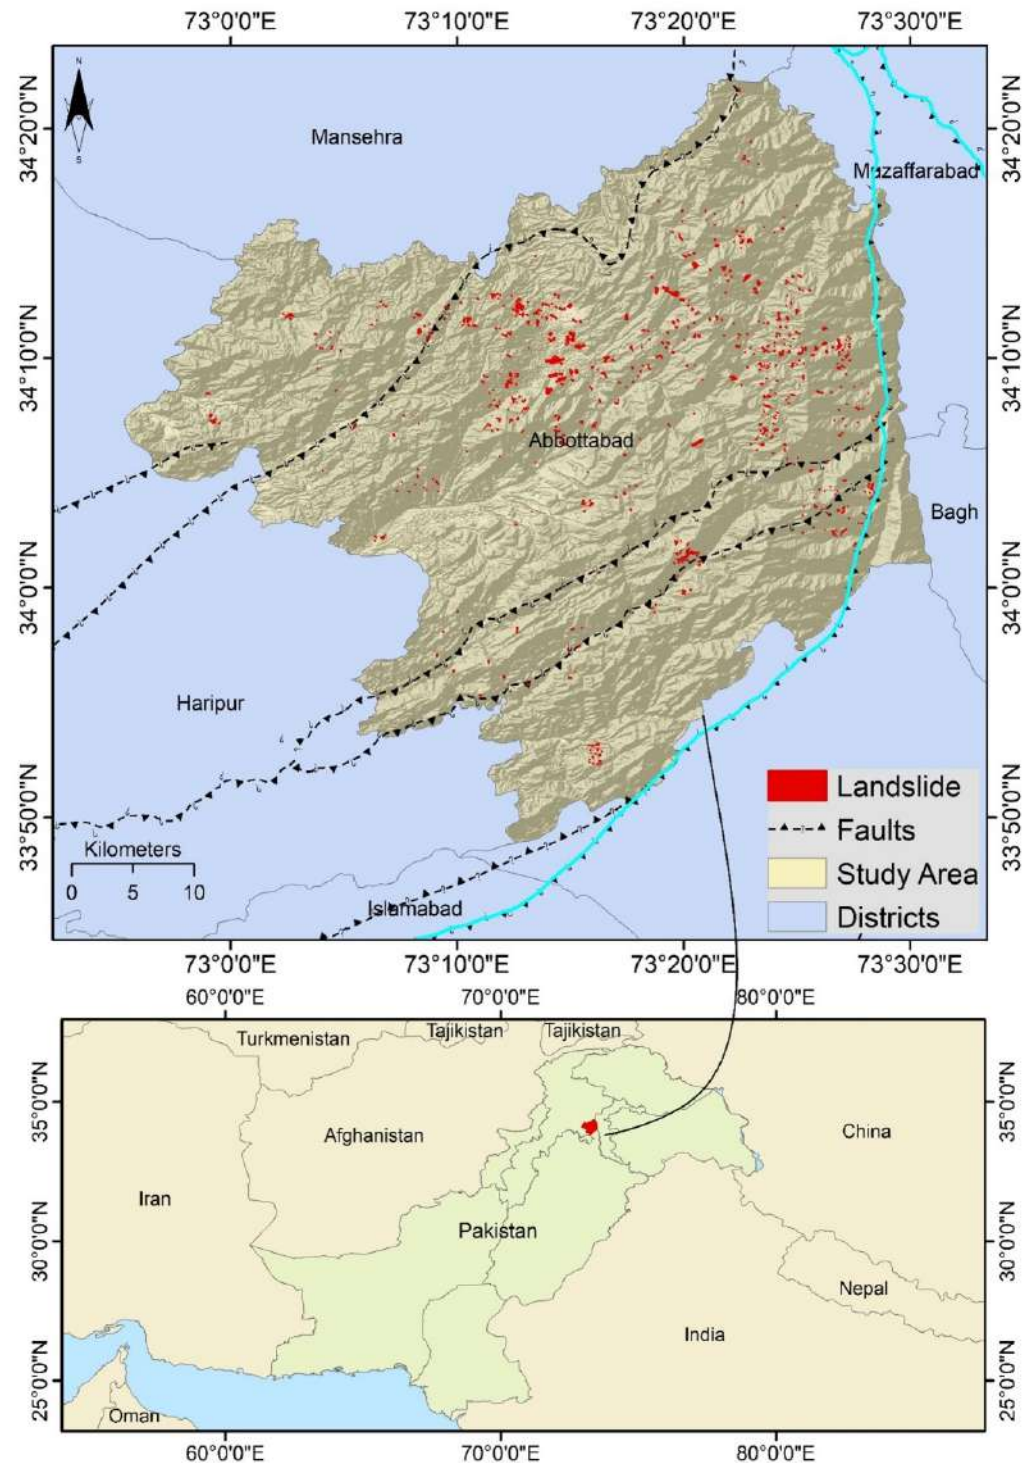 73°0'0"E 73°10'0"E 73°20'0"E 73°30'0"E
N
S
34°20'0"N
34°20'0"N
Mansehra
Muzaffarabad
34°10'0"N
34°10'0"N
Abbottabad
Bagh
34°0'0"N
34°0'0"N
Haripur
33°50'0"N
33°50'0"N
Landslide
Faults
Study Area
Districts
Kilometers
0 5 10
Islamabad
73°0'0"E 73°10'0"E 73°20'0"E 73°30'0"E
60°0'0"E 70°0'0"E 80°0'0"E
Turkmenistan
Tajikistan
Tajikistan
35°0'0"N
35°0'0"N
Afghanistan
China
Iran
Pakistan
30°0'0"N
30°0'0"N
Nepal
India
25°0'0"N
25°0'0"N
Oman
60°0'0"E 70°0'0"E 80°0'0"E